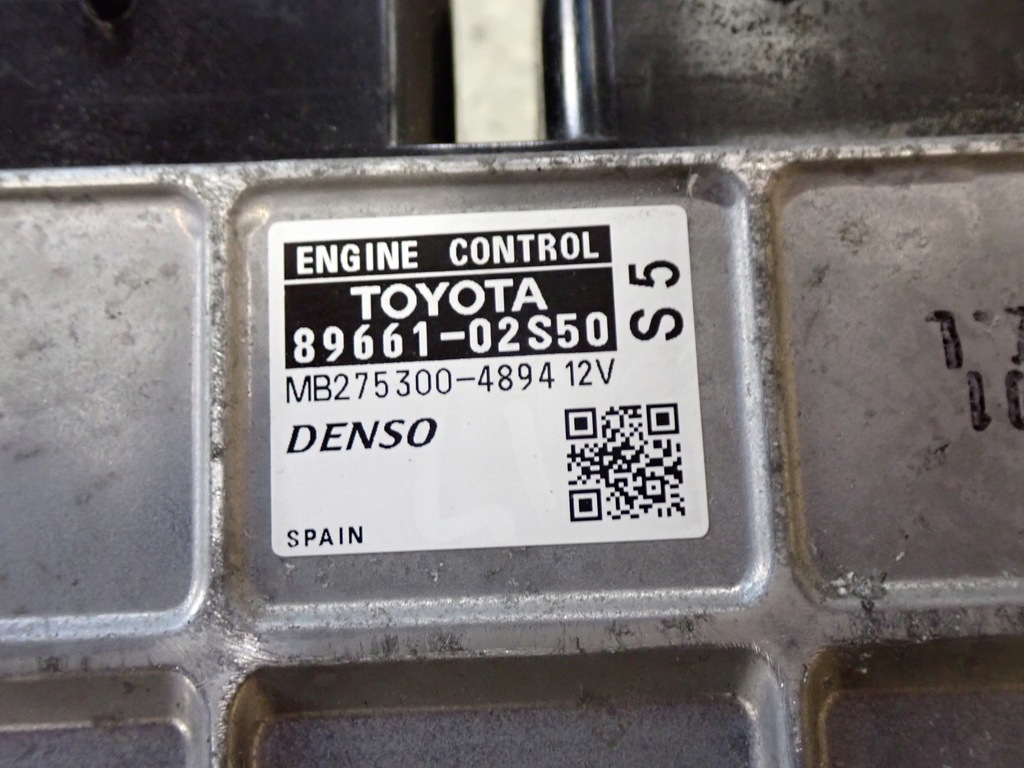 ENGINE CONTROL
TOYOTA
89661-02S50
S5
MB275300-4894 12V
DENSO
SPAIN